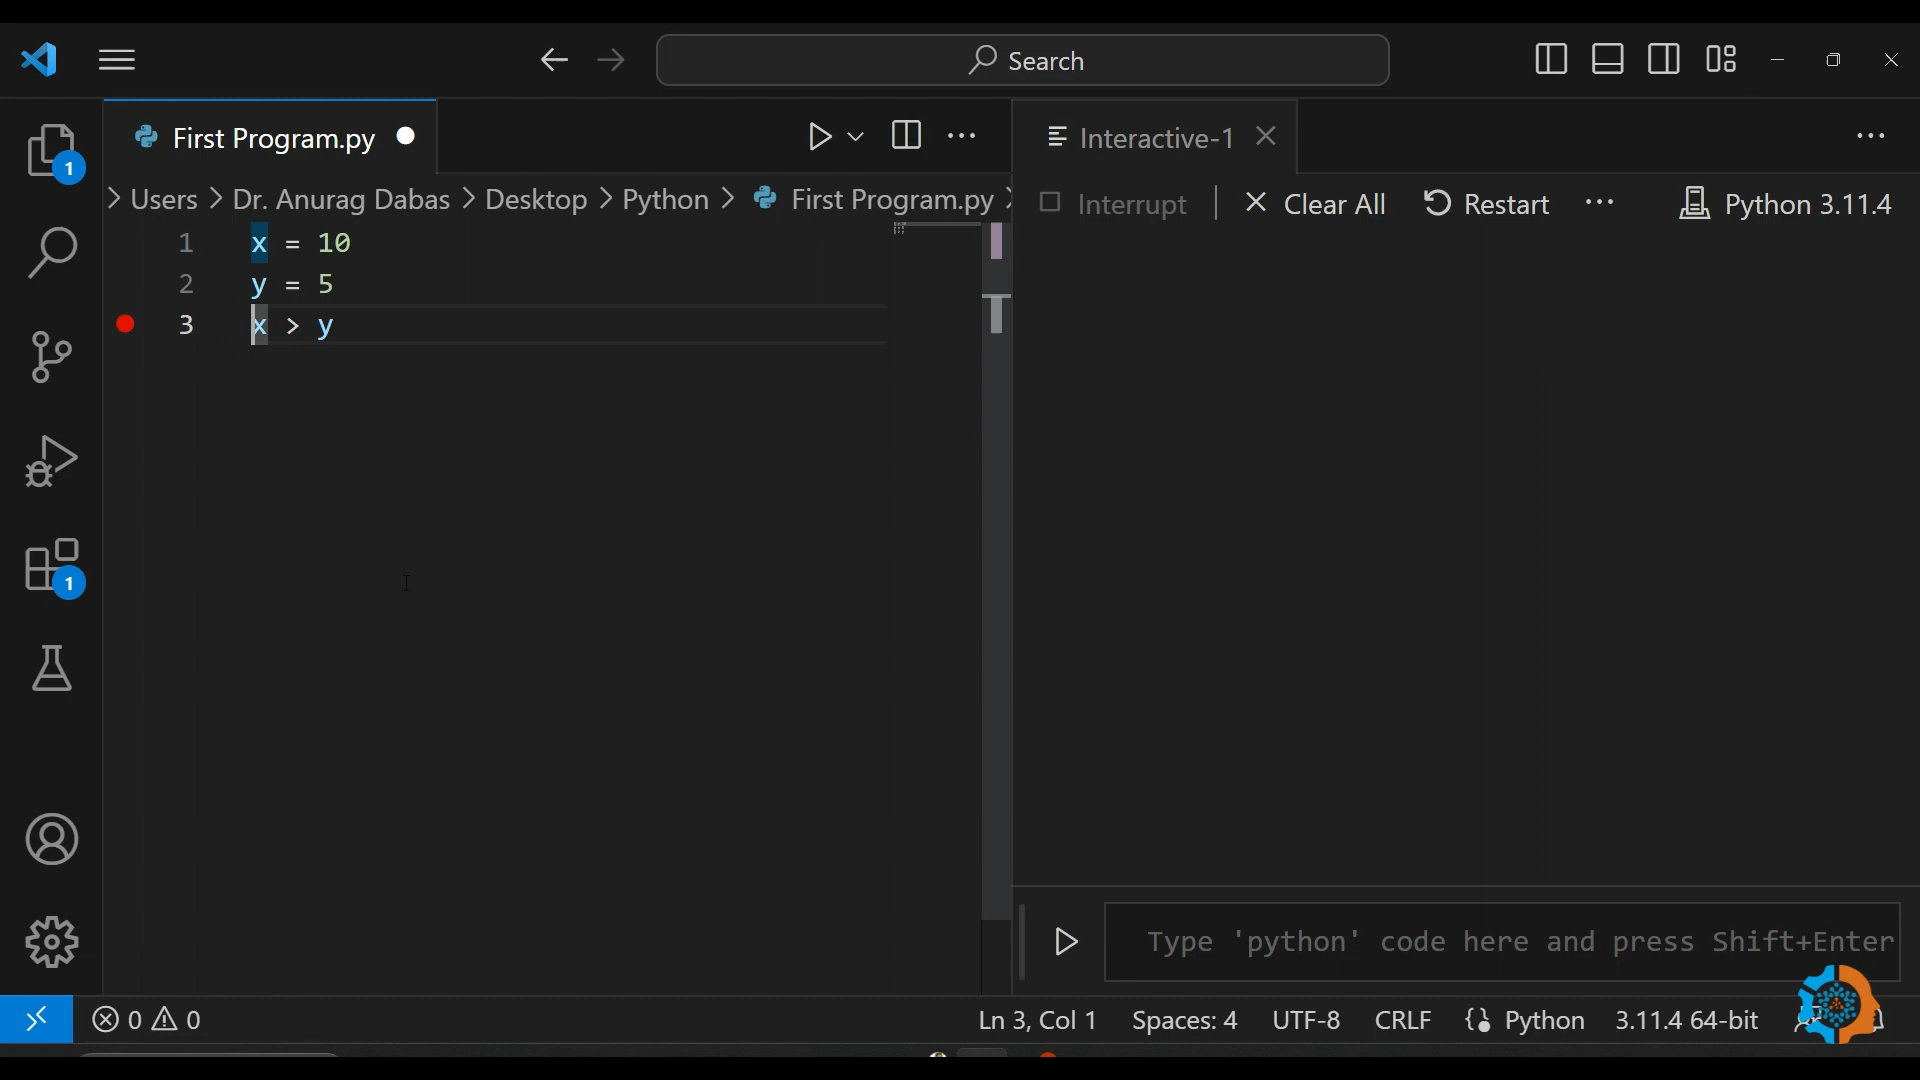 Search
First Program.py
Interactive-1
Users > Dr. Anurag Dabas > Desktop > Python > First Program.py
Interrupt | Clear All Restart ... Python 3.11.4
1 x = 10
2 y = 5
3 x > y
1
1
Type 'python' code here and press Shift+Enter
0 0 Ln 3, Col 1 Spaces: 4 UTF-8 CRLF {} Python 3.11.4 64-bit